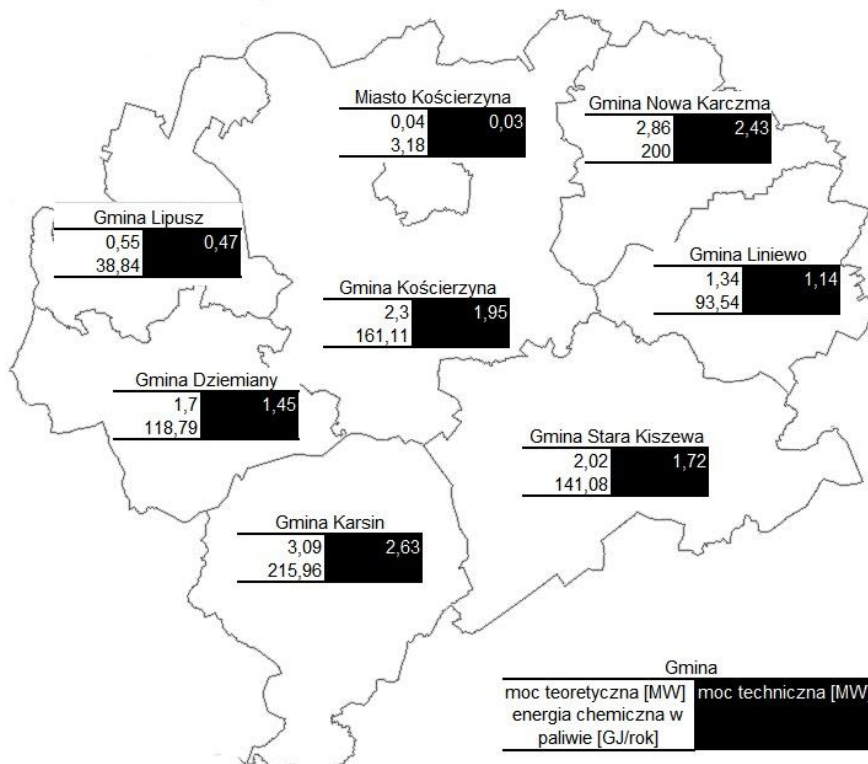 Miasto Kościerzyna
0,04 0,03
3,18
Gmina Nowa Karczma
2,86 2,43
200
Gmina Lipusz
0,55 0,47
38,84
Gmina Liniewo
1,34 1,14
93,54
Gmina Kościerzyna
2,3 1,95
161,11
Gmina Dziemiany
1,7 1,45
118,79
Gmina Stara Kiszewa
2,02 1,72
141,08
Gmina Karsin
3,09 2,63
215,96
Gmina
moc teoretyczna [MW] moc techniczna [MW
energia chemiczna w
paliwie [GJ/rok]